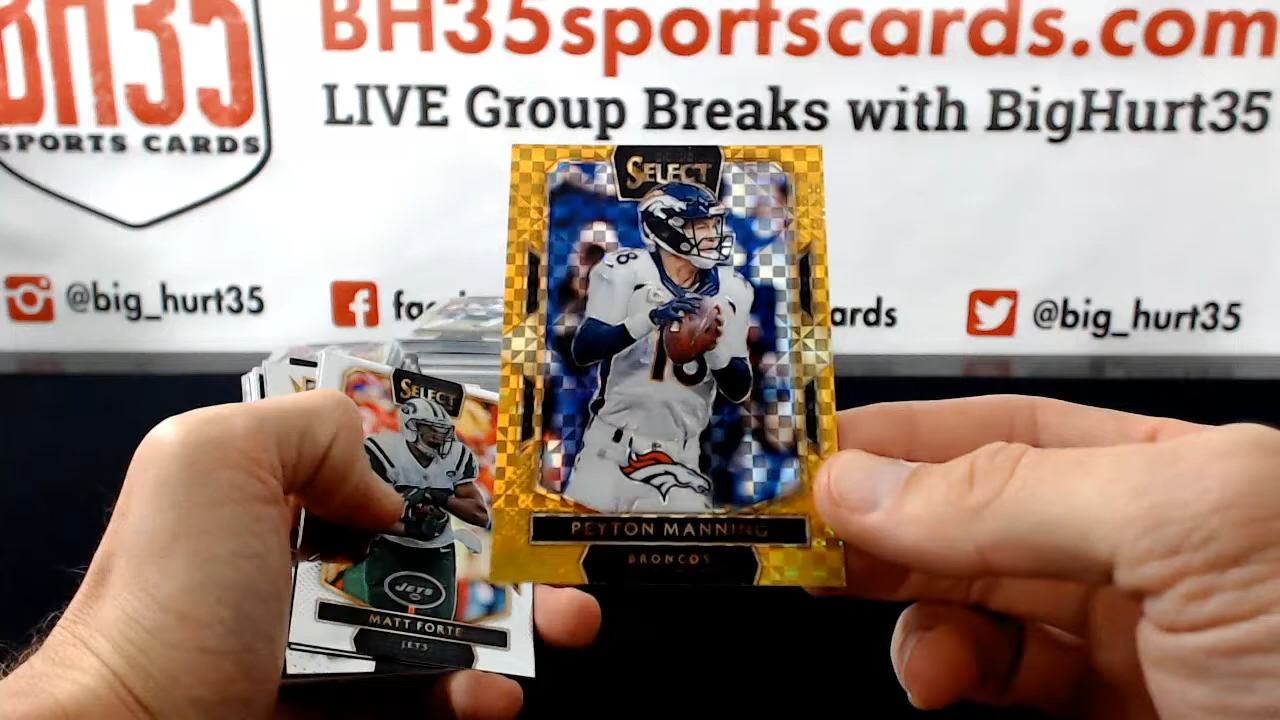 BH35sportscards.com
LIVE Group Breaks with BigHurt35
BH35
SPORTS CARDS
@big_hurt35
ards
@big_hurt35
SELECT
18
18
PEYTON MANNING
BRONCOS
SELECT
JETS
MATT FORTE
JETS